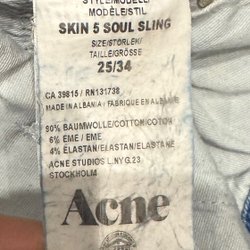 STYLE/MODELL/
MODÈLE/STIL
SKIN 5 SOUL SLING
SIZE/STORLEK/
TAILLE/GRÖSSE
25/34
CA 39815 / RN131738
MADE IN ALBANIA / FABRIQUE EN ALBANIE
90% BAUMWOLLE/COTTON/COTON
6% EME / EME
4% ELASTAN/ELASTAN/ELASTANE
ACNE STUDIOS L.NY G.23
STOCKHOLM
Acne